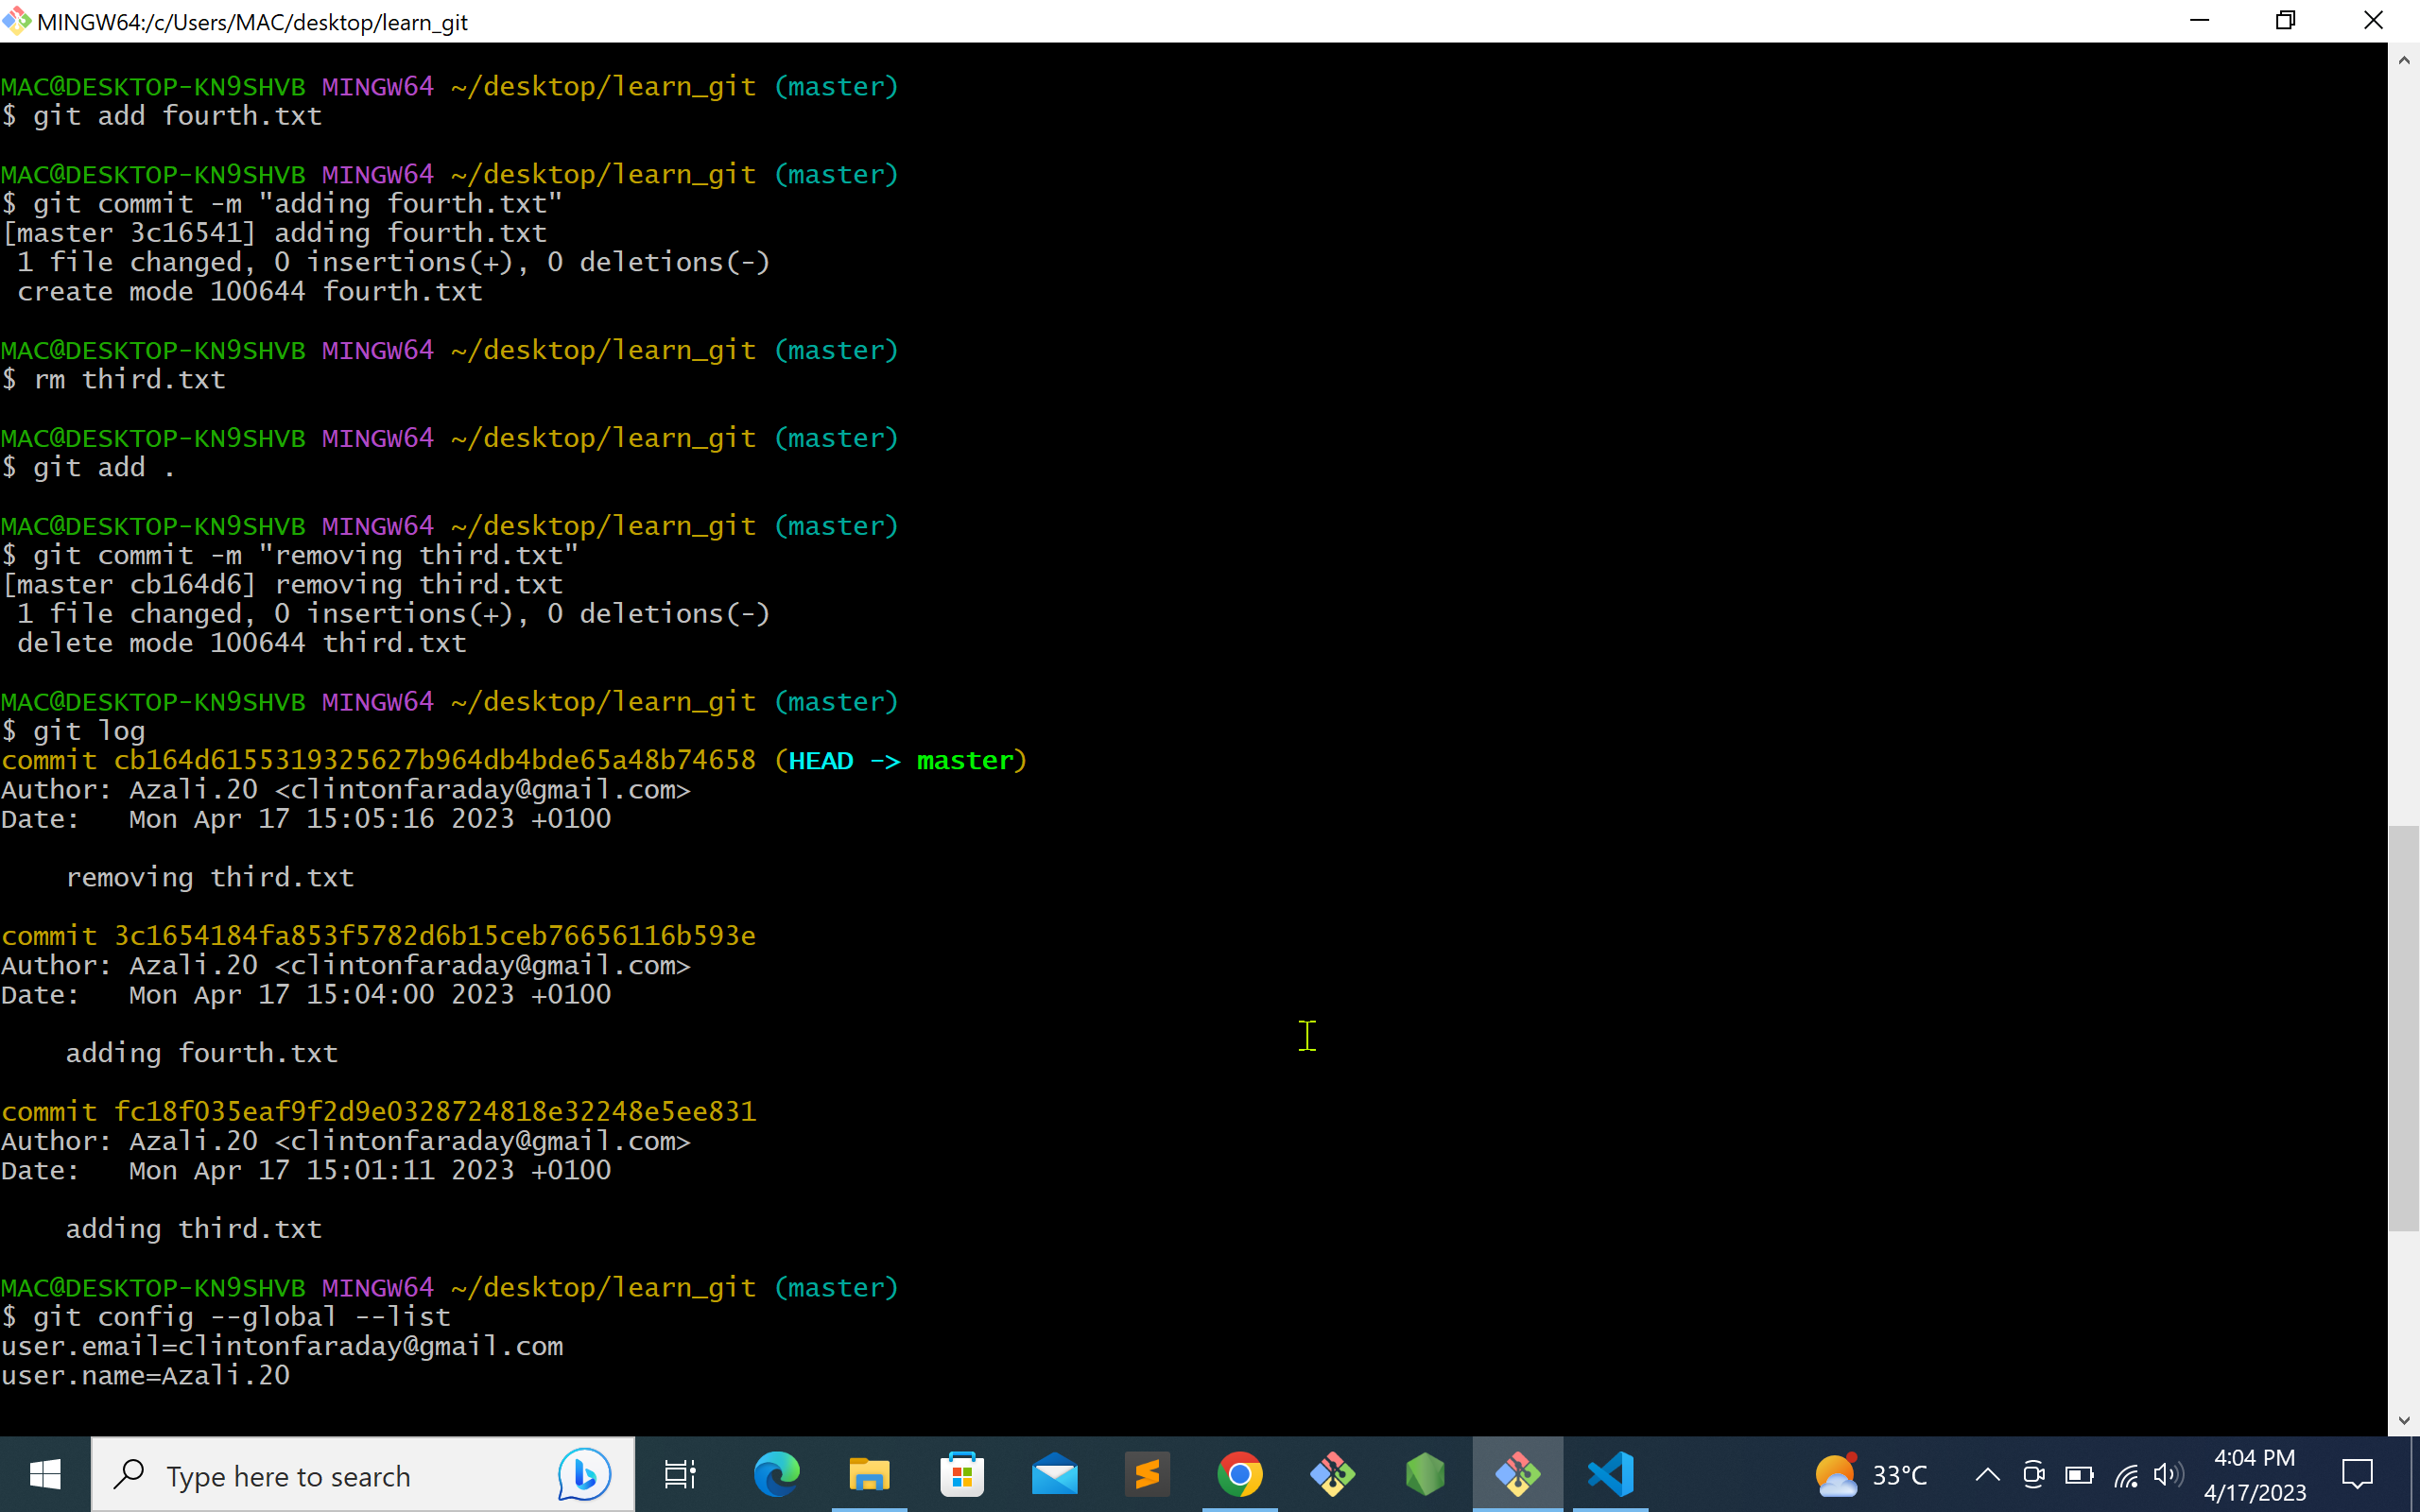 MINGW64:/c/Users/MAC/desktop/learn_git
MAC@DESKTOP-KN9SHVB MINGW64 ~/desktop/learn_git (master)
$ git add fourth.txt
MAC@DESKTOP-KN9SHVB MINGW64 ~/desktop/learn_git (master)
$ git commit -m "adding fourth.txt"
[master 3c16541] adding fourth.txt
 1 file changed, 0 insertions(+), 0 deletions(-)
 create mode 100644 fourth.txt
MAC@DESKTOP-KN9SHVB MINGW64 ~/desktop/learn_git (master)
$ rm third.txt
MAC@DESKTOP-KN9SHVB MINGW64 ~/desktop/learn_git (master)
$ git add .
MAC@DESKTOP-KN9SHVB MINGW64 ~/desktop/learn_git (master)
$ git commit -m "removing third.txt"
[master cb164d6] removing third.txt
 1 file changed, 0 insertions(+), 0 deletions(-)
 delete mode 100644 third.txt
MAC@DESKTOP-KN9SHVB MINGW64 ~/desktop/learn_git (master)
$ git log
commit cb164d6155319325627b964db4bde65a48b74658 (HEAD -> master)
Author: Azali.20 <clintonfaraday@gmail.com>
Date:   Mon Apr 17 15:05:16 2023 +0100
    removing third.txt
commit 3c1654184fa853f5782d6b15ceb76656116b593e
Author: Azali.20 <clintonfaraday@gmail.com>
Date:   Mon Apr 17 15:04:00 2023 +0100
    adding fourth.txt
commit fc18f035eaf9f2d9e0328724818e32248e5ee831
Author: Azali.20 <clintonfaraday@gmail.com>
Date:   Mon Apr 17 15:01:11 2023 +0100
    adding third.txt
MAC@DESKTOP-KN9SHVB MINGW64 ~/desktop/learn_git (master)
$ git config --global --list
user.email=clintonfaraday@gmail.com
user.name=Azali.20
Type here to search
33°C
4:04 PM
4/17/2023